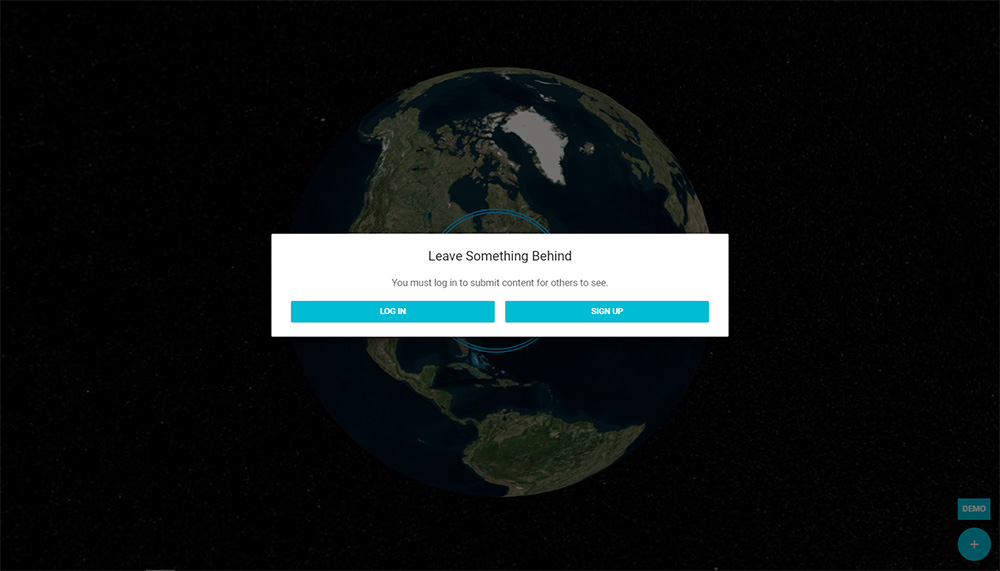 Leave Something Behind
You must log in to submit content for others to see.
LOG IN
SIGN UP
DEMO
+